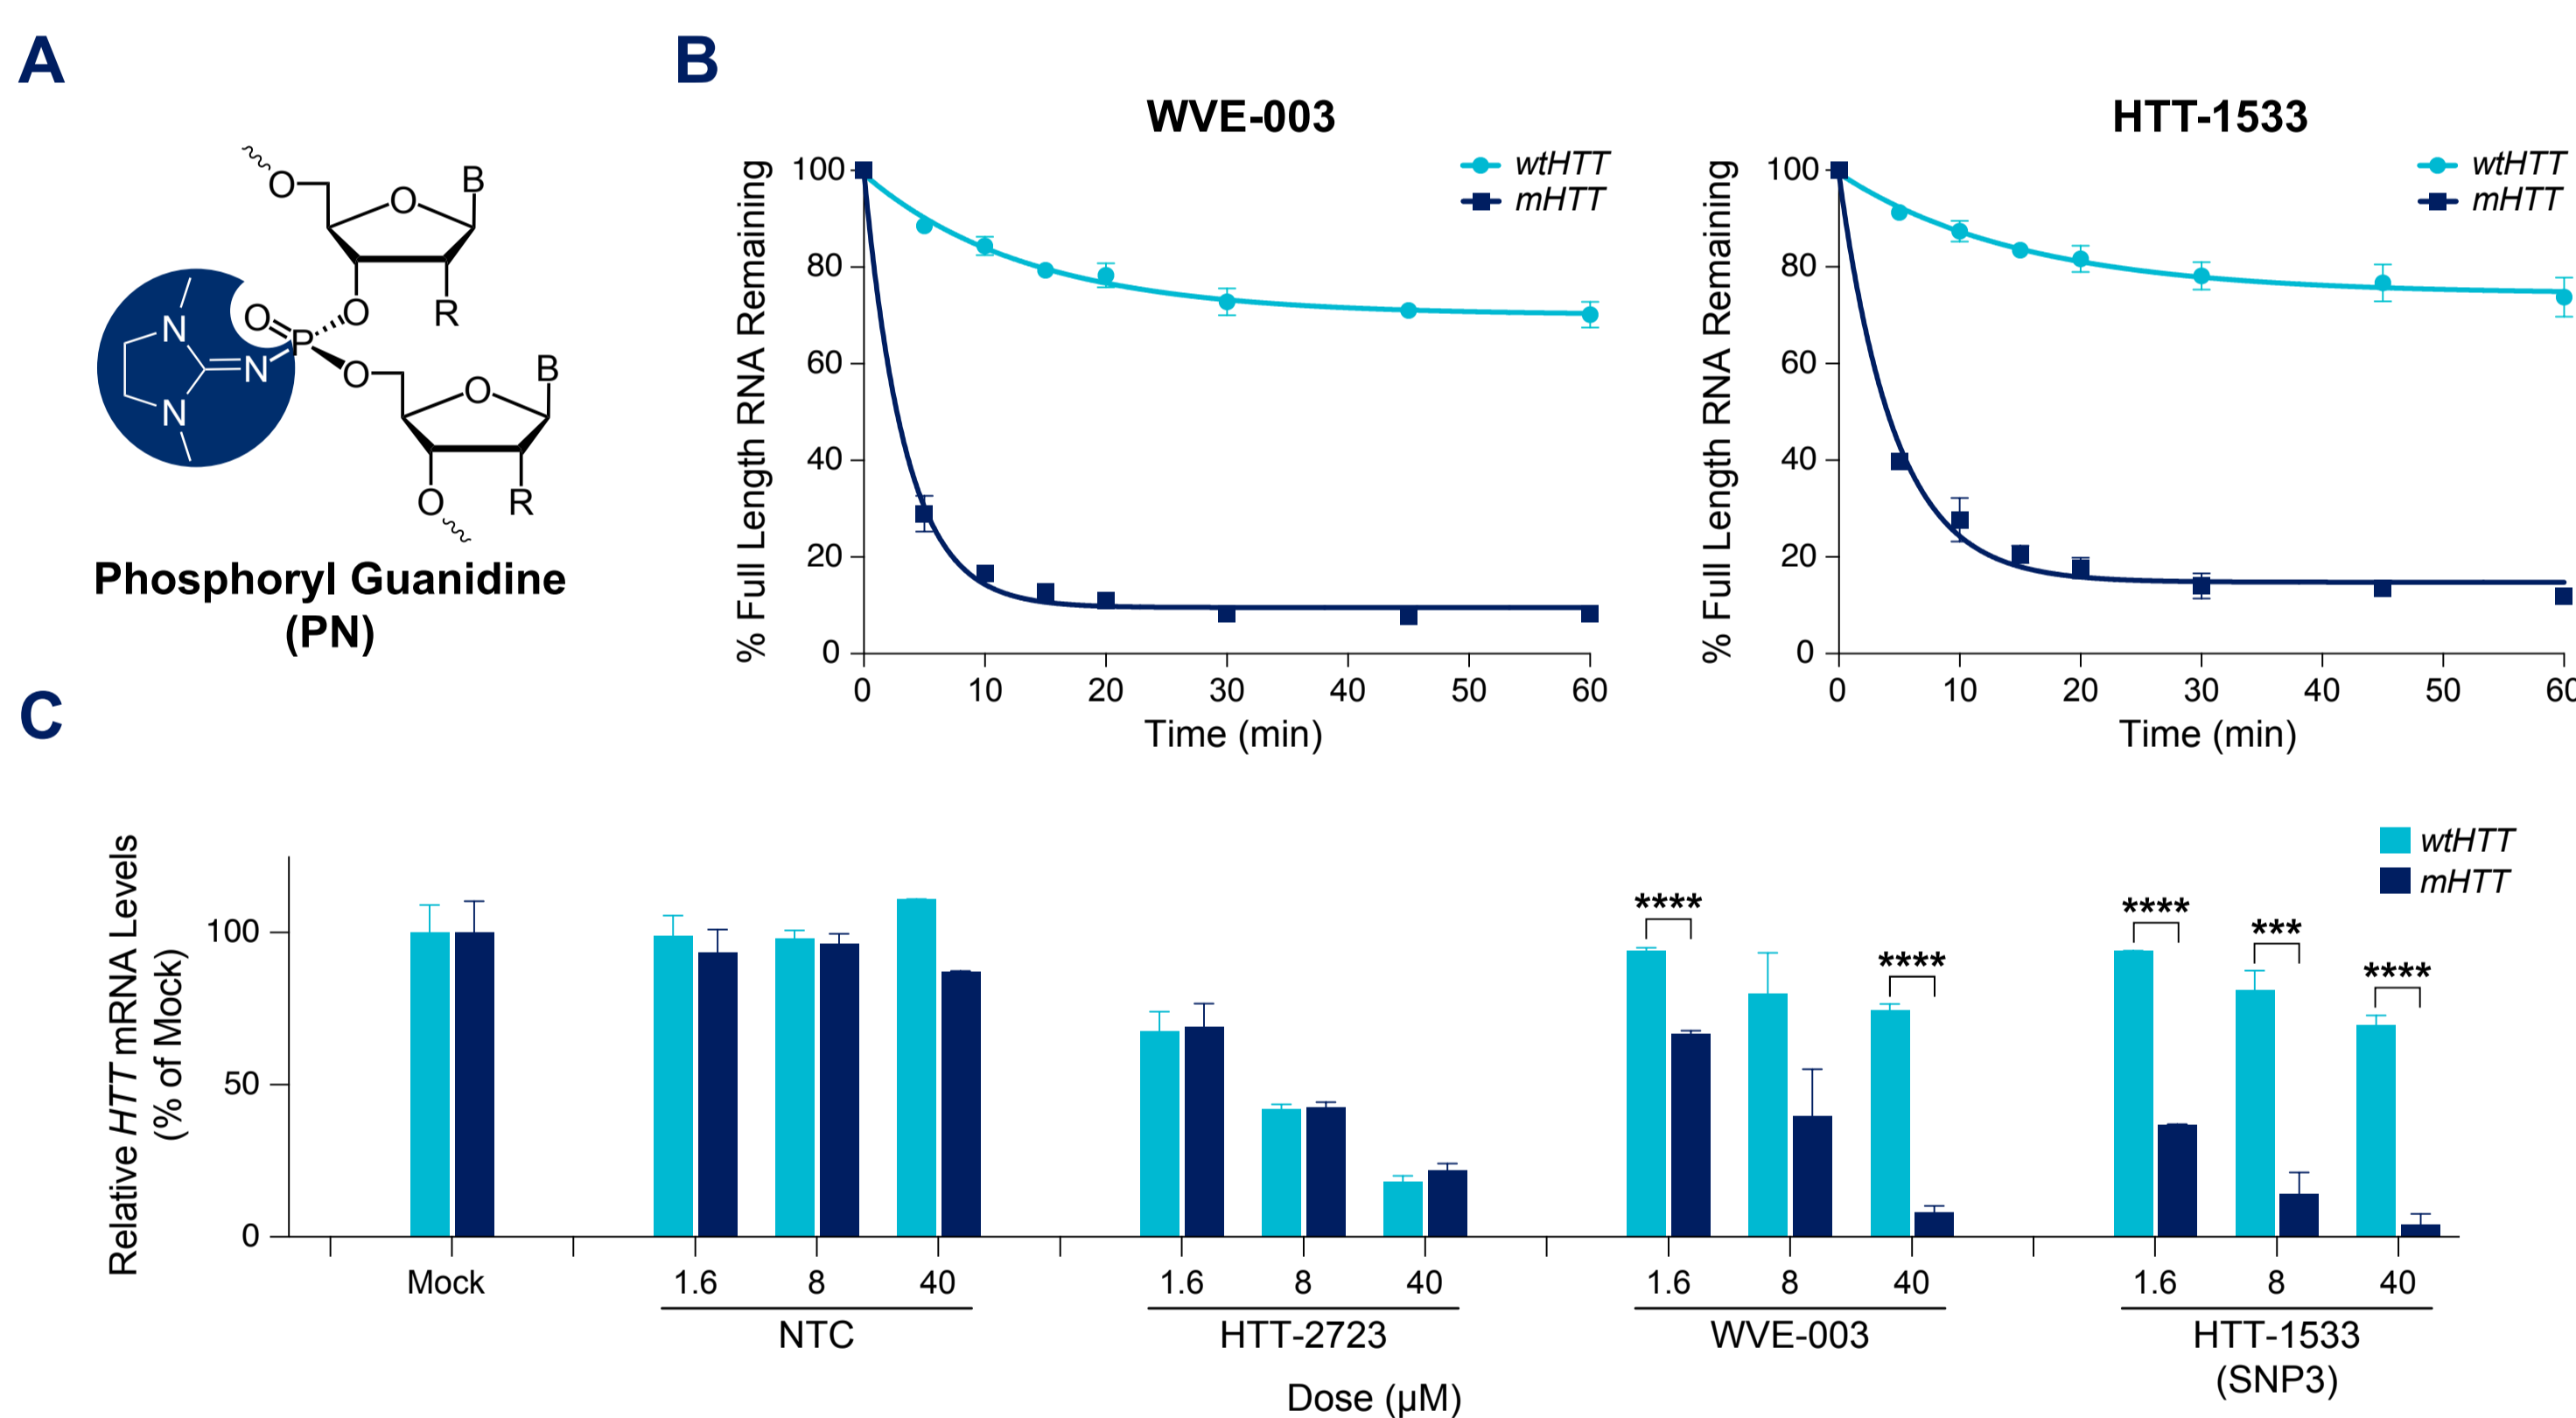 A
O
B
O
O
O
R
P
N
N
N
O
O
B
O
R
Phosphoryl Guanidine
(PN)
B
WVE-003
wtHTT
mHTT
% Full Length RNA Remaining
100
80
60
40
20
0
0 10 20 30 40 50 60
Time (min)
HTT-1533
wtHTT
mHTT
% Full Length RNA Remaining
100
80
60
40
20
0
0 10 20 30 40 50 60
Time (min)
C
wtHTT
mHTT
Relative HTT mRNA Levels
(% of Mock)
100
50
0
**** **** **** *** ****
Mock 1.6 8 40 1.6 8 40 1.6 8 40 1.6 8 40
NTC HTT-2723 WVE-003 HTT-1533
(SNP3)
Dose (µM)